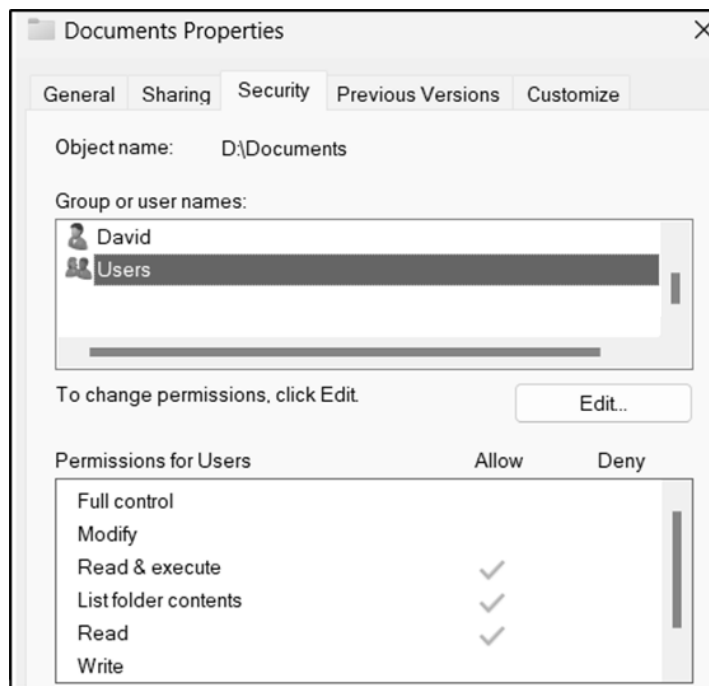 Documents Properties
General Sharing Security Previous Versions Customize
Object name: D:\Documents
Group or user names:
David
Users
To change permissions, click Edit.
Edit...
Permissions for Users Allow Deny
Full control
Modify
Read & execute
List folder contents
Read
Write